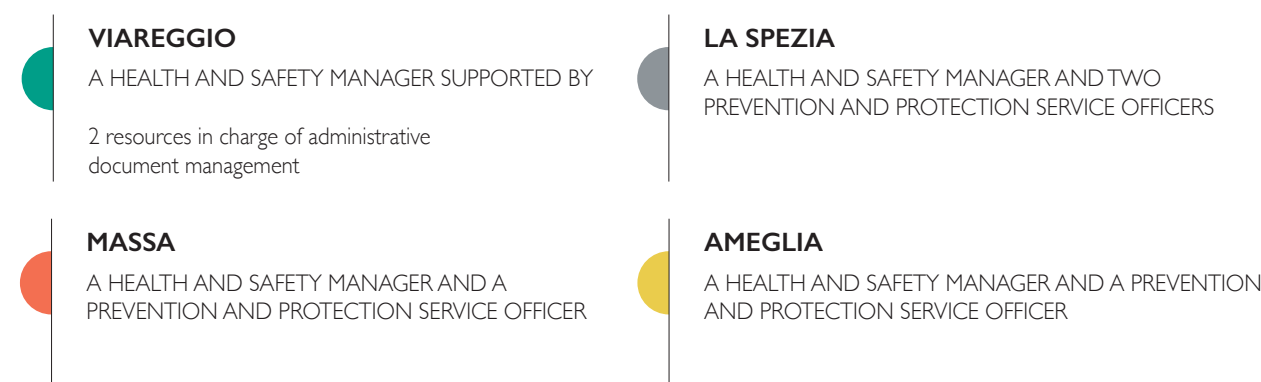 VIAREGGIO
A HEALTH AND SAFETY MANAGER SUPPORTED BY
2 resources in charge of administrative
document management
LA SPEZIA
A HEALTH AND SAFETY MANAGER AND TWO
PREVENTION AND PROTECTION SERVICE OFFICERS
MASSA
A HEALTH AND SAFETY MANAGER AND A
PREVENTION AND PROTECTION SERVICE OFFICER
AMEGLIA
A HEALTH AND SAFETY MANAGER AND A PREVENTION
AND PROTECTION SERVICE OFFICER